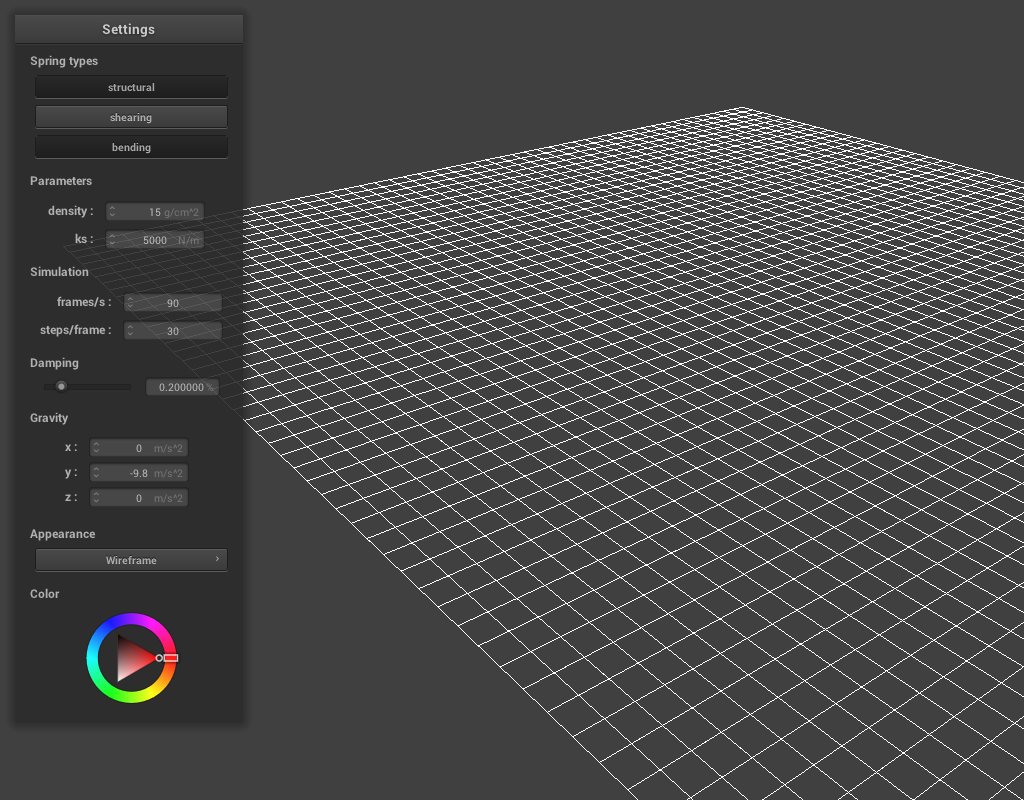 Settings
Spring types
structural
shearing
bending
Parameters
density : 15 g/cm^2
ks : 5000 N/m
Simulation
frames/s : 90
steps/frame : 30
Damping
0.200000 %
Gravity
x : 0 m/s^2
y : -9.8 m/s^2
z : 0 m/s^2
Appearance
Wireframe
Color